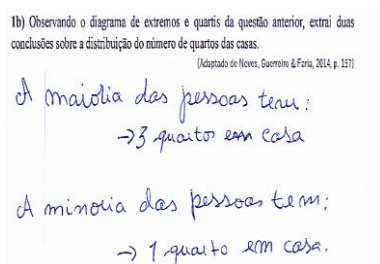 1b) Observando o diagrama de extremos e quartis da questão anterior, extrai duas
conclusões sobre a distribuição do número de quartos das casas.
(Adaptado de Neves, Guerreiro & Faria, 2014, p. 157)
A maiolia das pessoas tem:
→ 3 quartos em casa
A minoria das pessoas tem:
→ 1 quarto em casa.